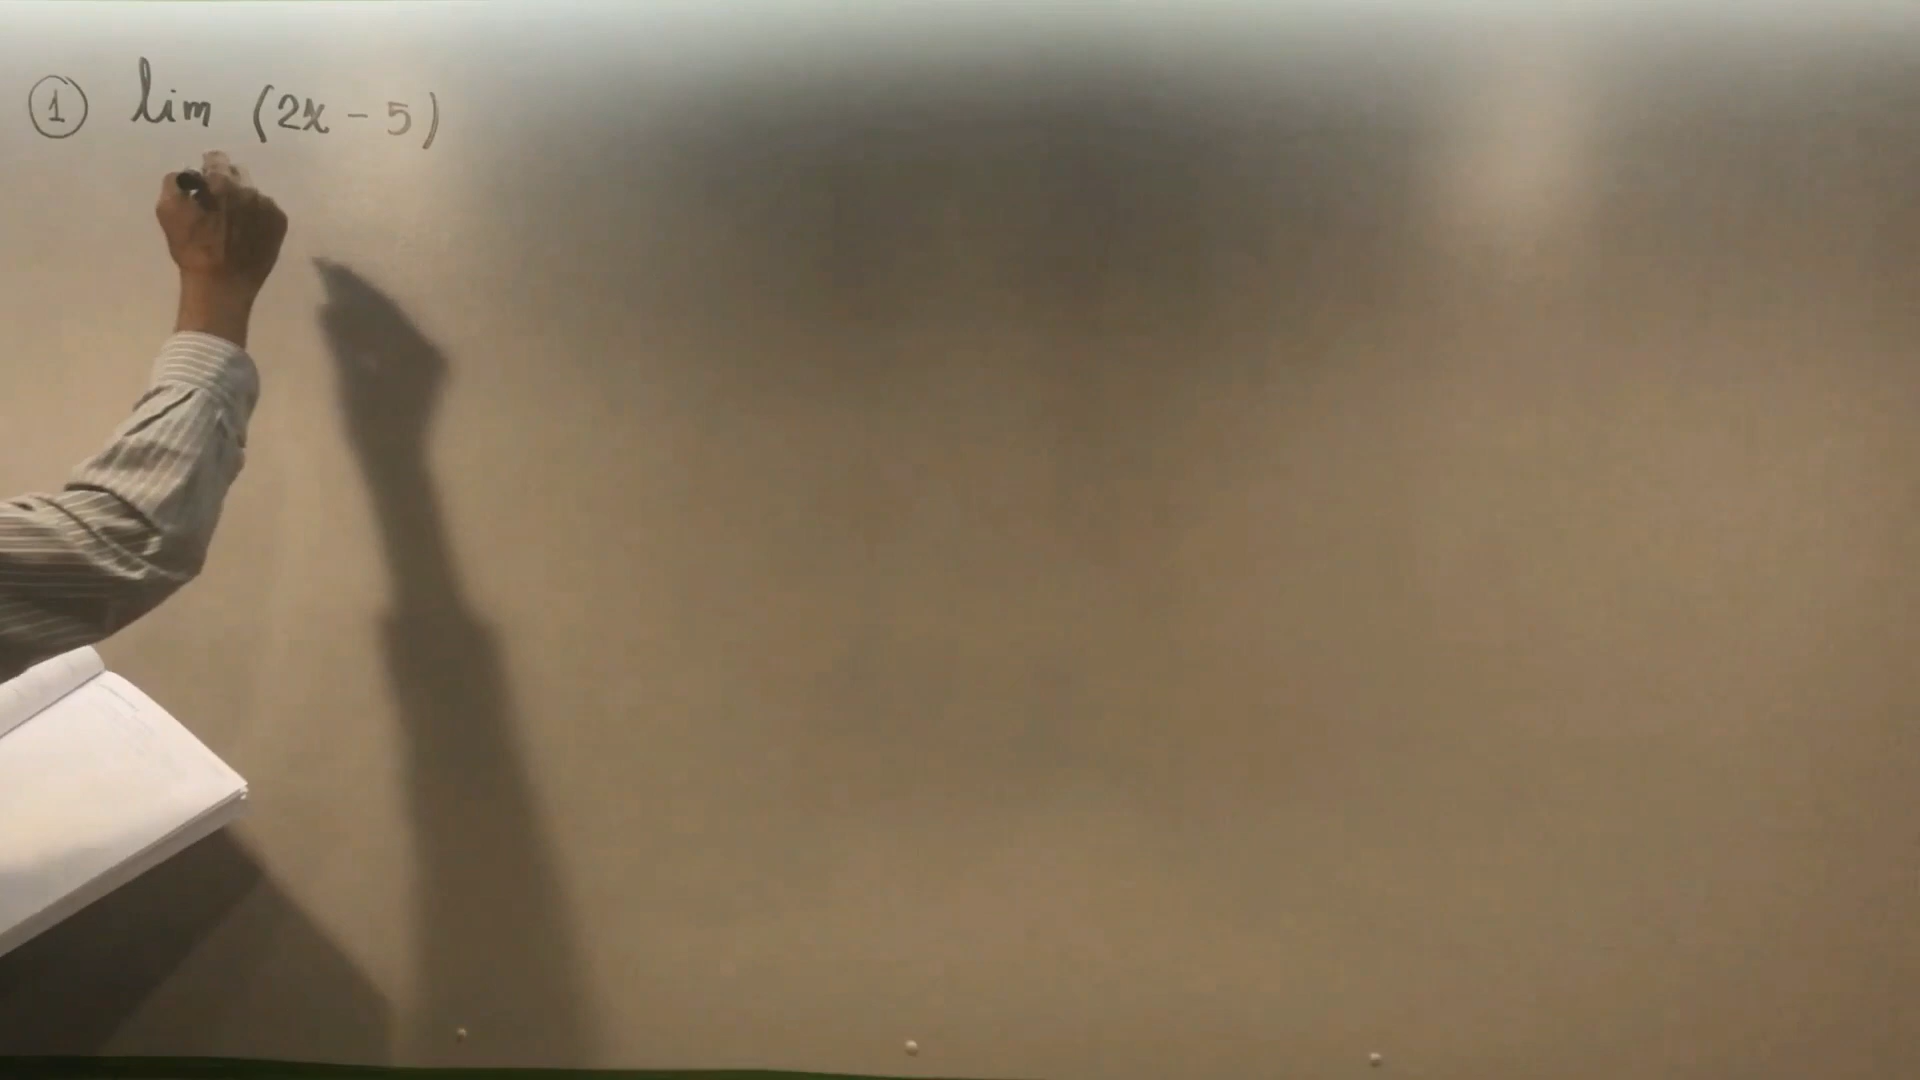 ① lim (2x - 5)